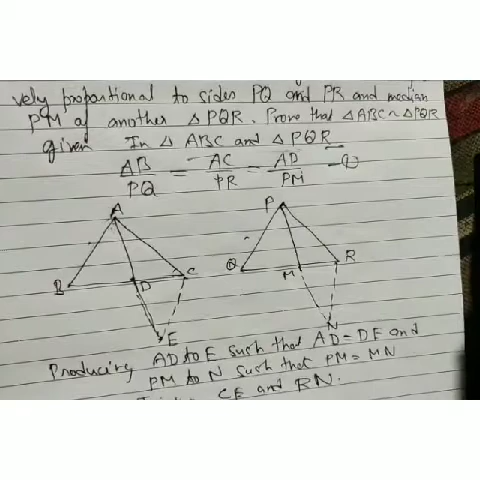 vely proportional to sides PQ and PR and median
PM of another △ PQR. Prove that △ABC ~ △PQR
given In △ ABC and △ PQR
AB/PQ = AC/PR = AD/PM —①
A
P
B
D
C
Q
M
R
E
N
Producing AD to E such that AD = DE and
PM to N such that PM = MN
CE and RN.